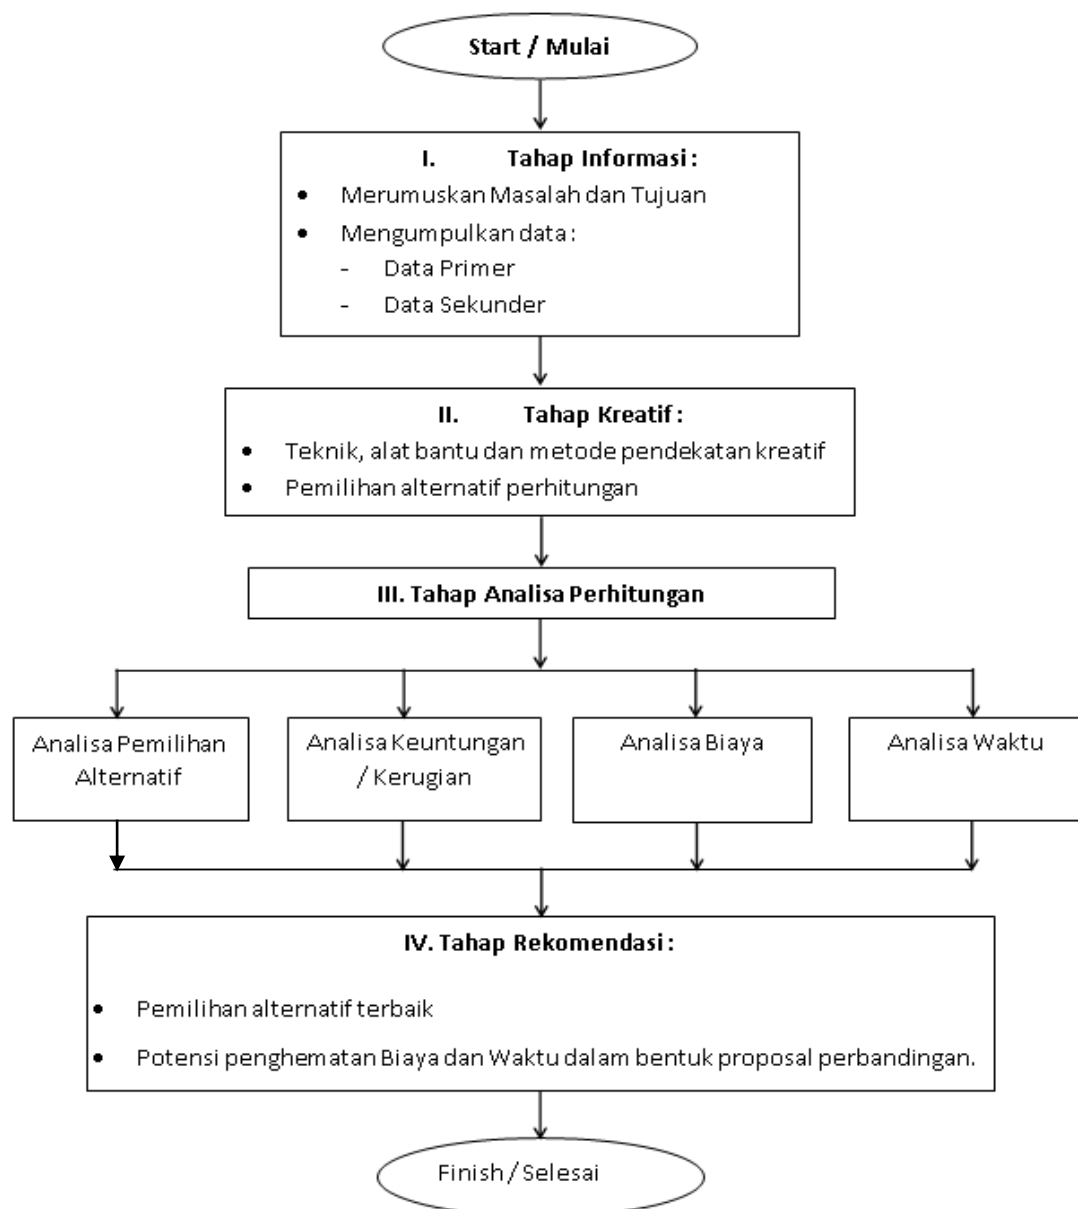 Start / Mulai
I. Tahap Informasi :
• Merumuskan Masalah dan Tujuan
• Mengumpulkan data :
- Data Primer
- Data Sekunder
II. Tahap Kreatif :
• Teknik, alat bantu dan metode pendekatan kreatif
• Pemilihan alternatif perhitungan
III. Tahap Analisa Perhitungan
Analisa Pemilihan
Alternatif
Analisa Keuntungan
/ Kerugian
Analisa Biaya
Analisa Waktu
IV. Tahap Rekomendasi :
• Pemilihan alternatif terbaik
• Potensi penghematan Biaya dan Waktu dalam bentuk proposal perbandingan.
Finish / Selesai